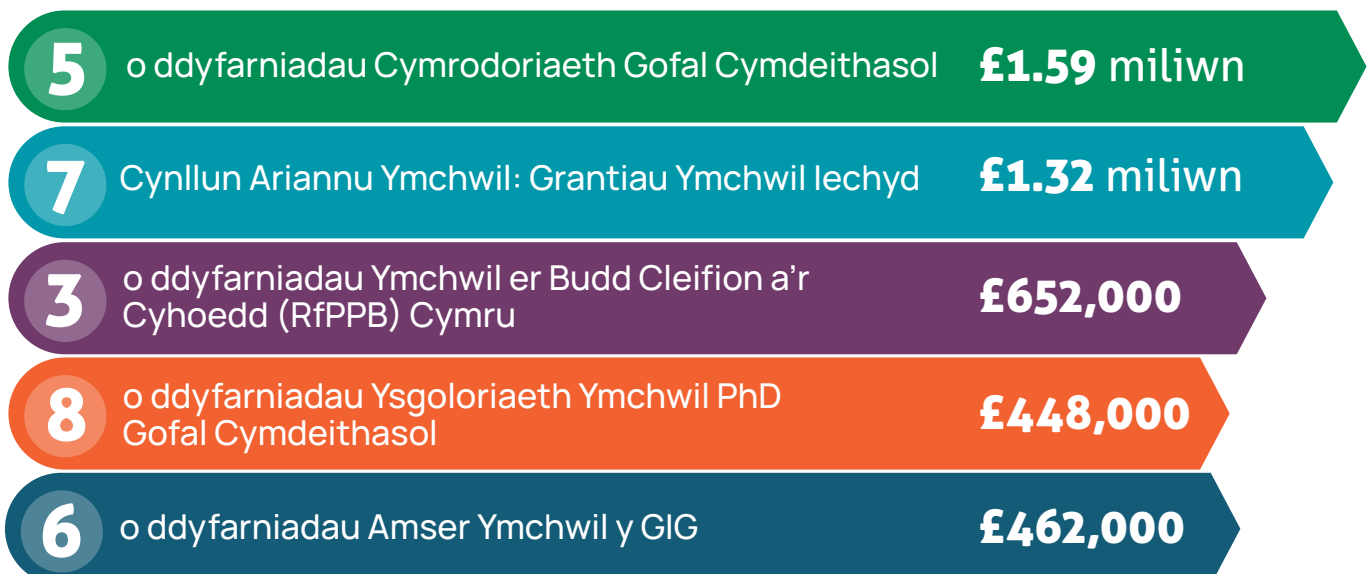 5 o ddyfarniadau Cymrodoriaeth Gofal Cymdeithasol £1.59 miliwn
7 Cynllun Ariannu Ymchwil: Grantiau Ymchwil Iechyd £1.32 miliwn
3 o ddyfarniadau Ymchwil er Budd Cleifion a'r
Cyhoedd (RfPPB) Cymru £652,000
8 o ddyfarniadau Ysgoloriaeth Ymchwil PhD
Gofal Cymdeithasol £448,000
6 o ddyfarniadau Amser Ymchwil y GIG £462,000